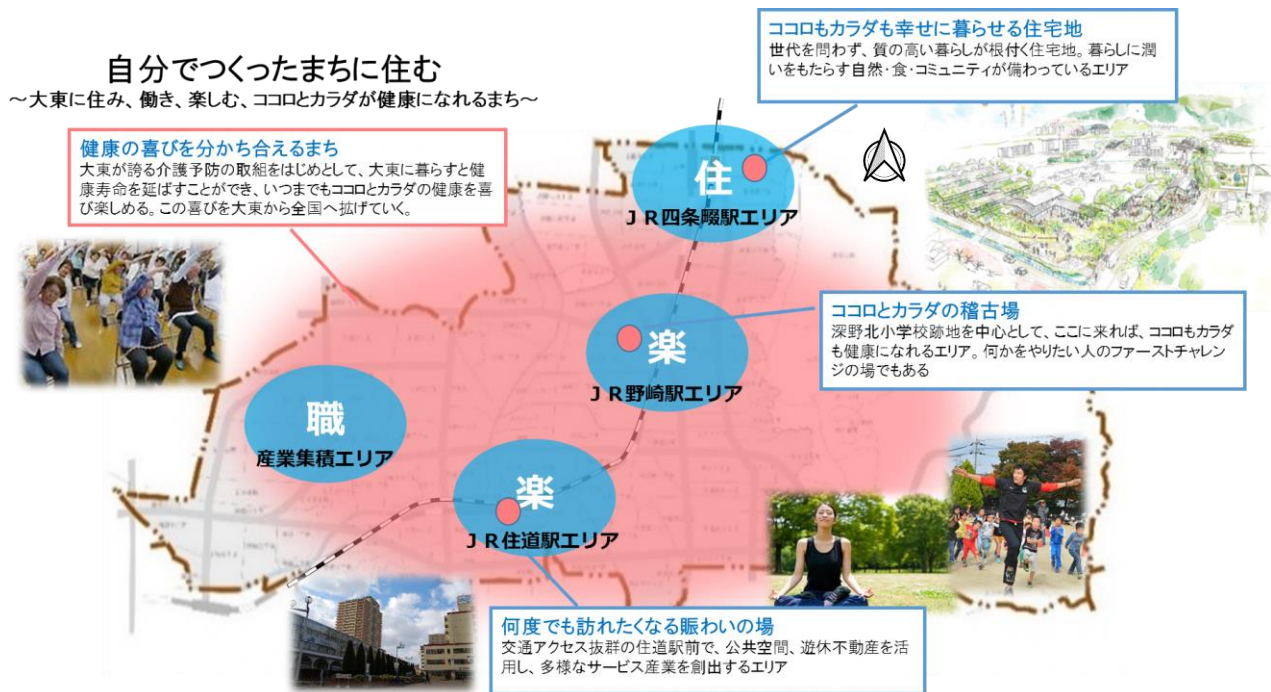 自分でつくったまちに住む
～大東に住み、働き、楽しむ、ココロとカラダが健康になれるまち～
ココロもカラダも幸せに暮らせる住宅地
世代を問わず、質の高い暮らしが根付く住宅地。暮らしに潤
いをもたらす自然・食・コミュニティが備わっているエリア
健康の喜びを分かち合えるまち
大東が誇る介護予防の取組をはじめとして、大東に暮らすと健
康寿命を延ばすことができ、いつまでもココロとカラダの健康を喜
び楽しめる。この喜びを大東から全国へ拡げていく。
住
ＪＲ四条畷駅エリア
ココロとカラダの稽古場
深野北小学校跡地を中心として、ここに来れば、ココロもカラダ
も健康になれるエリア。何かをやりたい人のファーストチャレン
ジの場でもある
楽
ＪＲ野崎駅エリア
職
産業集積エリア
楽
ＪＲ住道駅エリア
何度でも訪れたくなる賑わいの場
交通アクセス抜群の住道駅前で、公共空間、遊休不動産を活
用し、多様なサービス産業を創出するエリア